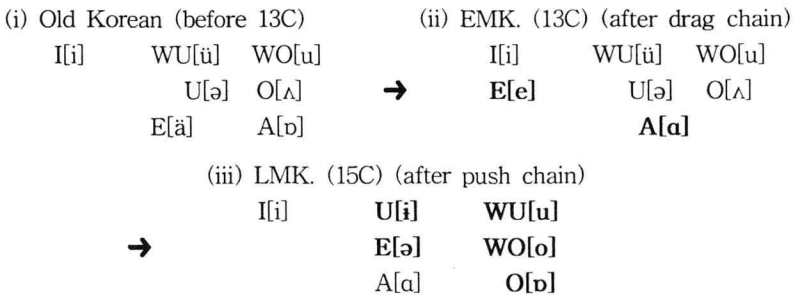 (i) Old Korean (before 13C) (ii) EMK. (13C) (after drag chain)
I[i] WU[ü] WO[u] I[i] WU[ü] WO[u]
U[ə] O[ʌ] ➔ E[e] U[ə] O[ʌ]
E[ä] A[ɒ] A[ɑ]
(iii) LMK. (15C) (after push chain)
I[i] U[ɨ] WU[u]
➔ E[ə] WO[o]
A[ɑ] O[ɒ]